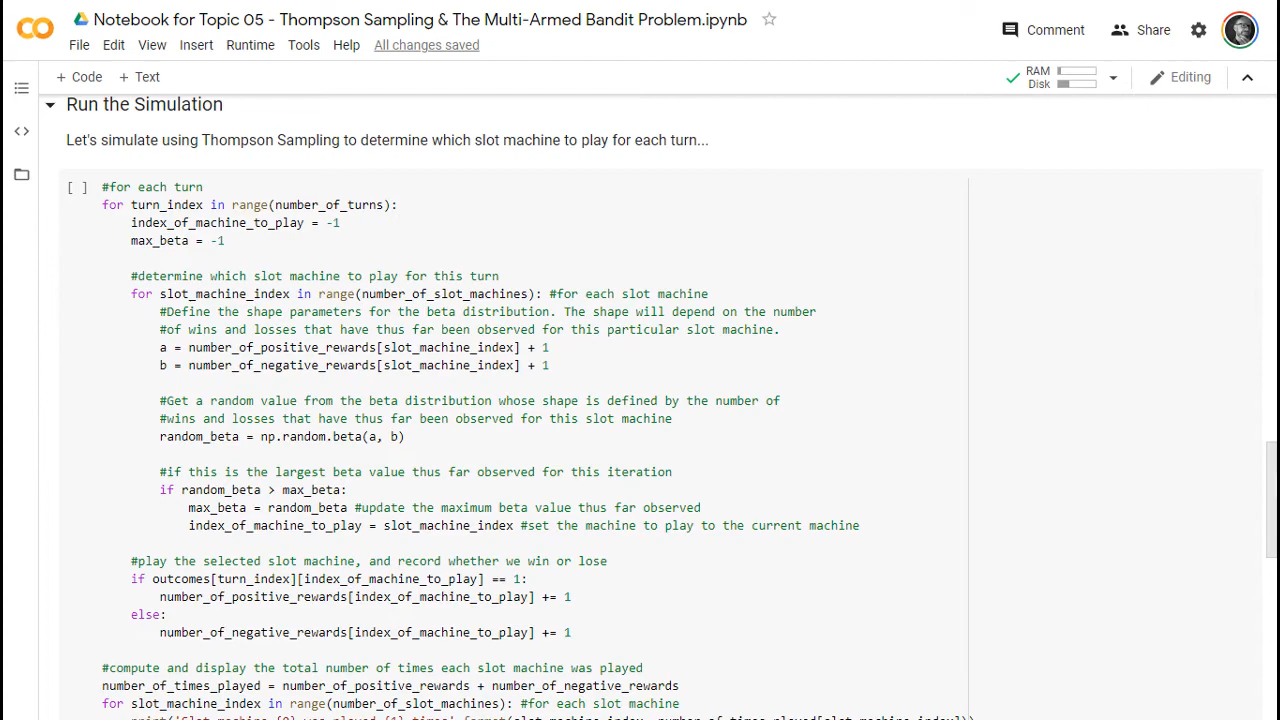 Notebook for Topic 05 - Thompson Sampling & The Multi-Armed Bandit Problem.ipynb
File Edit View Insert Runtime Tools Help All changes saved
Comment Share
+ Code + Text
RAM
Disk
Editing
Run the Simulation
Let's simulate using Thompson Sampling to determine which slot machine to play for each turn...
[ ] #for each turn
for turn_index in range(number_of_turns):
index_of_machine_to_play = -1
max_beta = -1
#determine which slot machine to play for this turn
for slot_machine_index in range(number_of_slot_machines): #for each slot machine
#Define the shape parameters for the beta distribution. The shape will depend on the number
#of wins and losses that have thus far been observed for this particular slot machine.
a = number_of_positive_rewards[slot_machine_index] + 1
b = number_of_negative_rewards[slot_machine_index] + 1
#Get a random value from the beta distribution whose shape is defined by the number of
#wins and losses that have thus far been observed for this slot machine
random_beta = np.random.beta(a, b)
#if this is the largest beta value thus far observed for this iteration
if random_beta > max_beta:
max_beta = random_beta #update the maximum beta value thus far observed
index_of_machine_to_play = slot_machine_index #set the machine to play to the current machine
#play the selected slot machine, and record whether we win or lose
if outcomes[turn_index][index_of_machine_to_play] == 1:
number_of_positive_rewards[index_of_machine_to_play] += 1
else:
number_of_negative_rewards[index_of_machine_to_play] += 1
#compute and display the total number of times each slot machine was played
number_of_times_played = number_of_positive_rewards + number_of_negative_rewards
for slot_machine_index in range(number_of_slot_machines): #for each slot machine
print('Slot machine {0} was played {1} times'.format(slot_machine_index, number_of_times_played[slot_machine_index]))